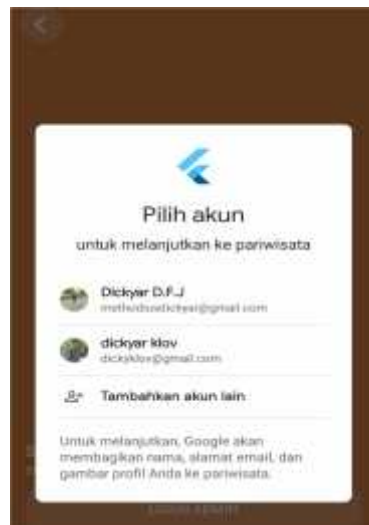 Pilih akun
untuk melanjutkan ke pariwisata
Dickyar D.F.J
dickyar klov
dickyklov@gmail.com
Tambahkan akun lain
Untuk melanjutkan, Google akan
membagikan nama, alamat email, dan
gambar profil Anda ke pariwisata.